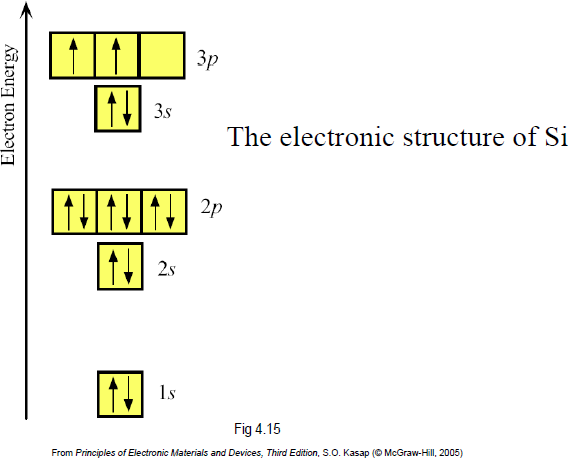 Electron Energy
3p
3s
The electronic structure of Si
2p
2s
1s
Fig 4.15
From Principles of Electronic Materials and Devices, Third Edition, S.O. Kasap (© McGraw-Hill, 2005)